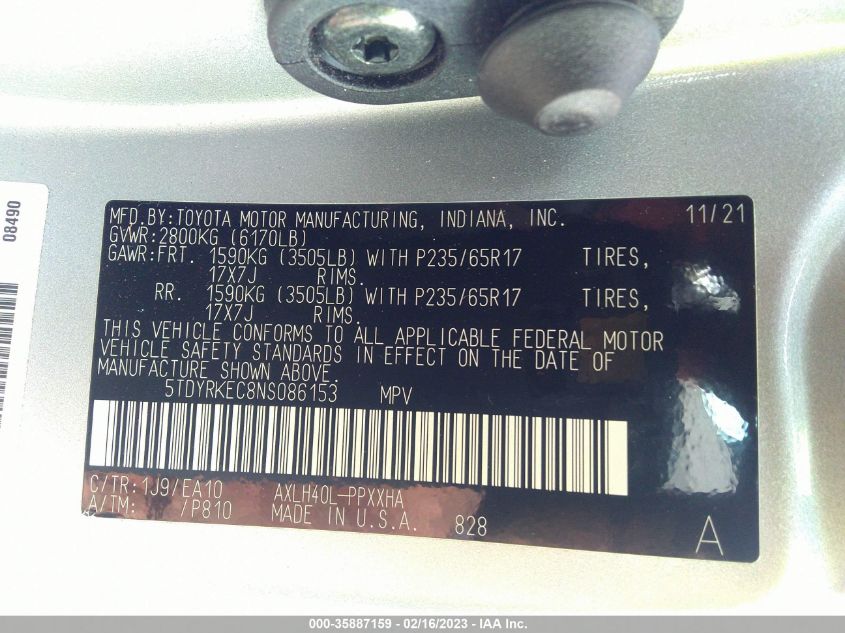 08490
MFD.BY:TOYOTA MOTOR MANUFACTURING, INDIANA, INC. 11/21
GVWR:2800KG (6170LB)
GAWR:FRT. 1590KG (3505LB) WITH P235/65R17 TIRES,
17X7J RIMS.
RR. 1590KG (3505LB) WITH P235/65R17 TIRES,
17X7J RIMS.
THIS VEHICLE CONFORMS TO ALL APPLICABLE FEDERAL MOTOR
VEHICLE SAFETY STANDARDS IN EFFECT ON THE DATE OF
MANUFACTURE SHOWN ABOVE.
5TDYRKEC8NS086153 MPV
C/TR:1J9/EA10 AXLH40L-PPXXHA
A/TM: /P810 MADE IN U.S.A. 828
A
000-35887159 - 02/16/2023 - IAA Inc.